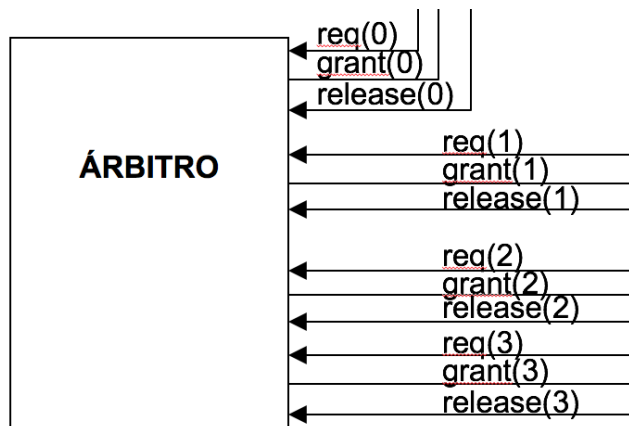 req(0)
grant(0)
release(0)
ÁRBITRO
req(1)
grant(1)
release(1)
req(2)
grant(2)
release(2)
req(3)
grant(3)
release(3)